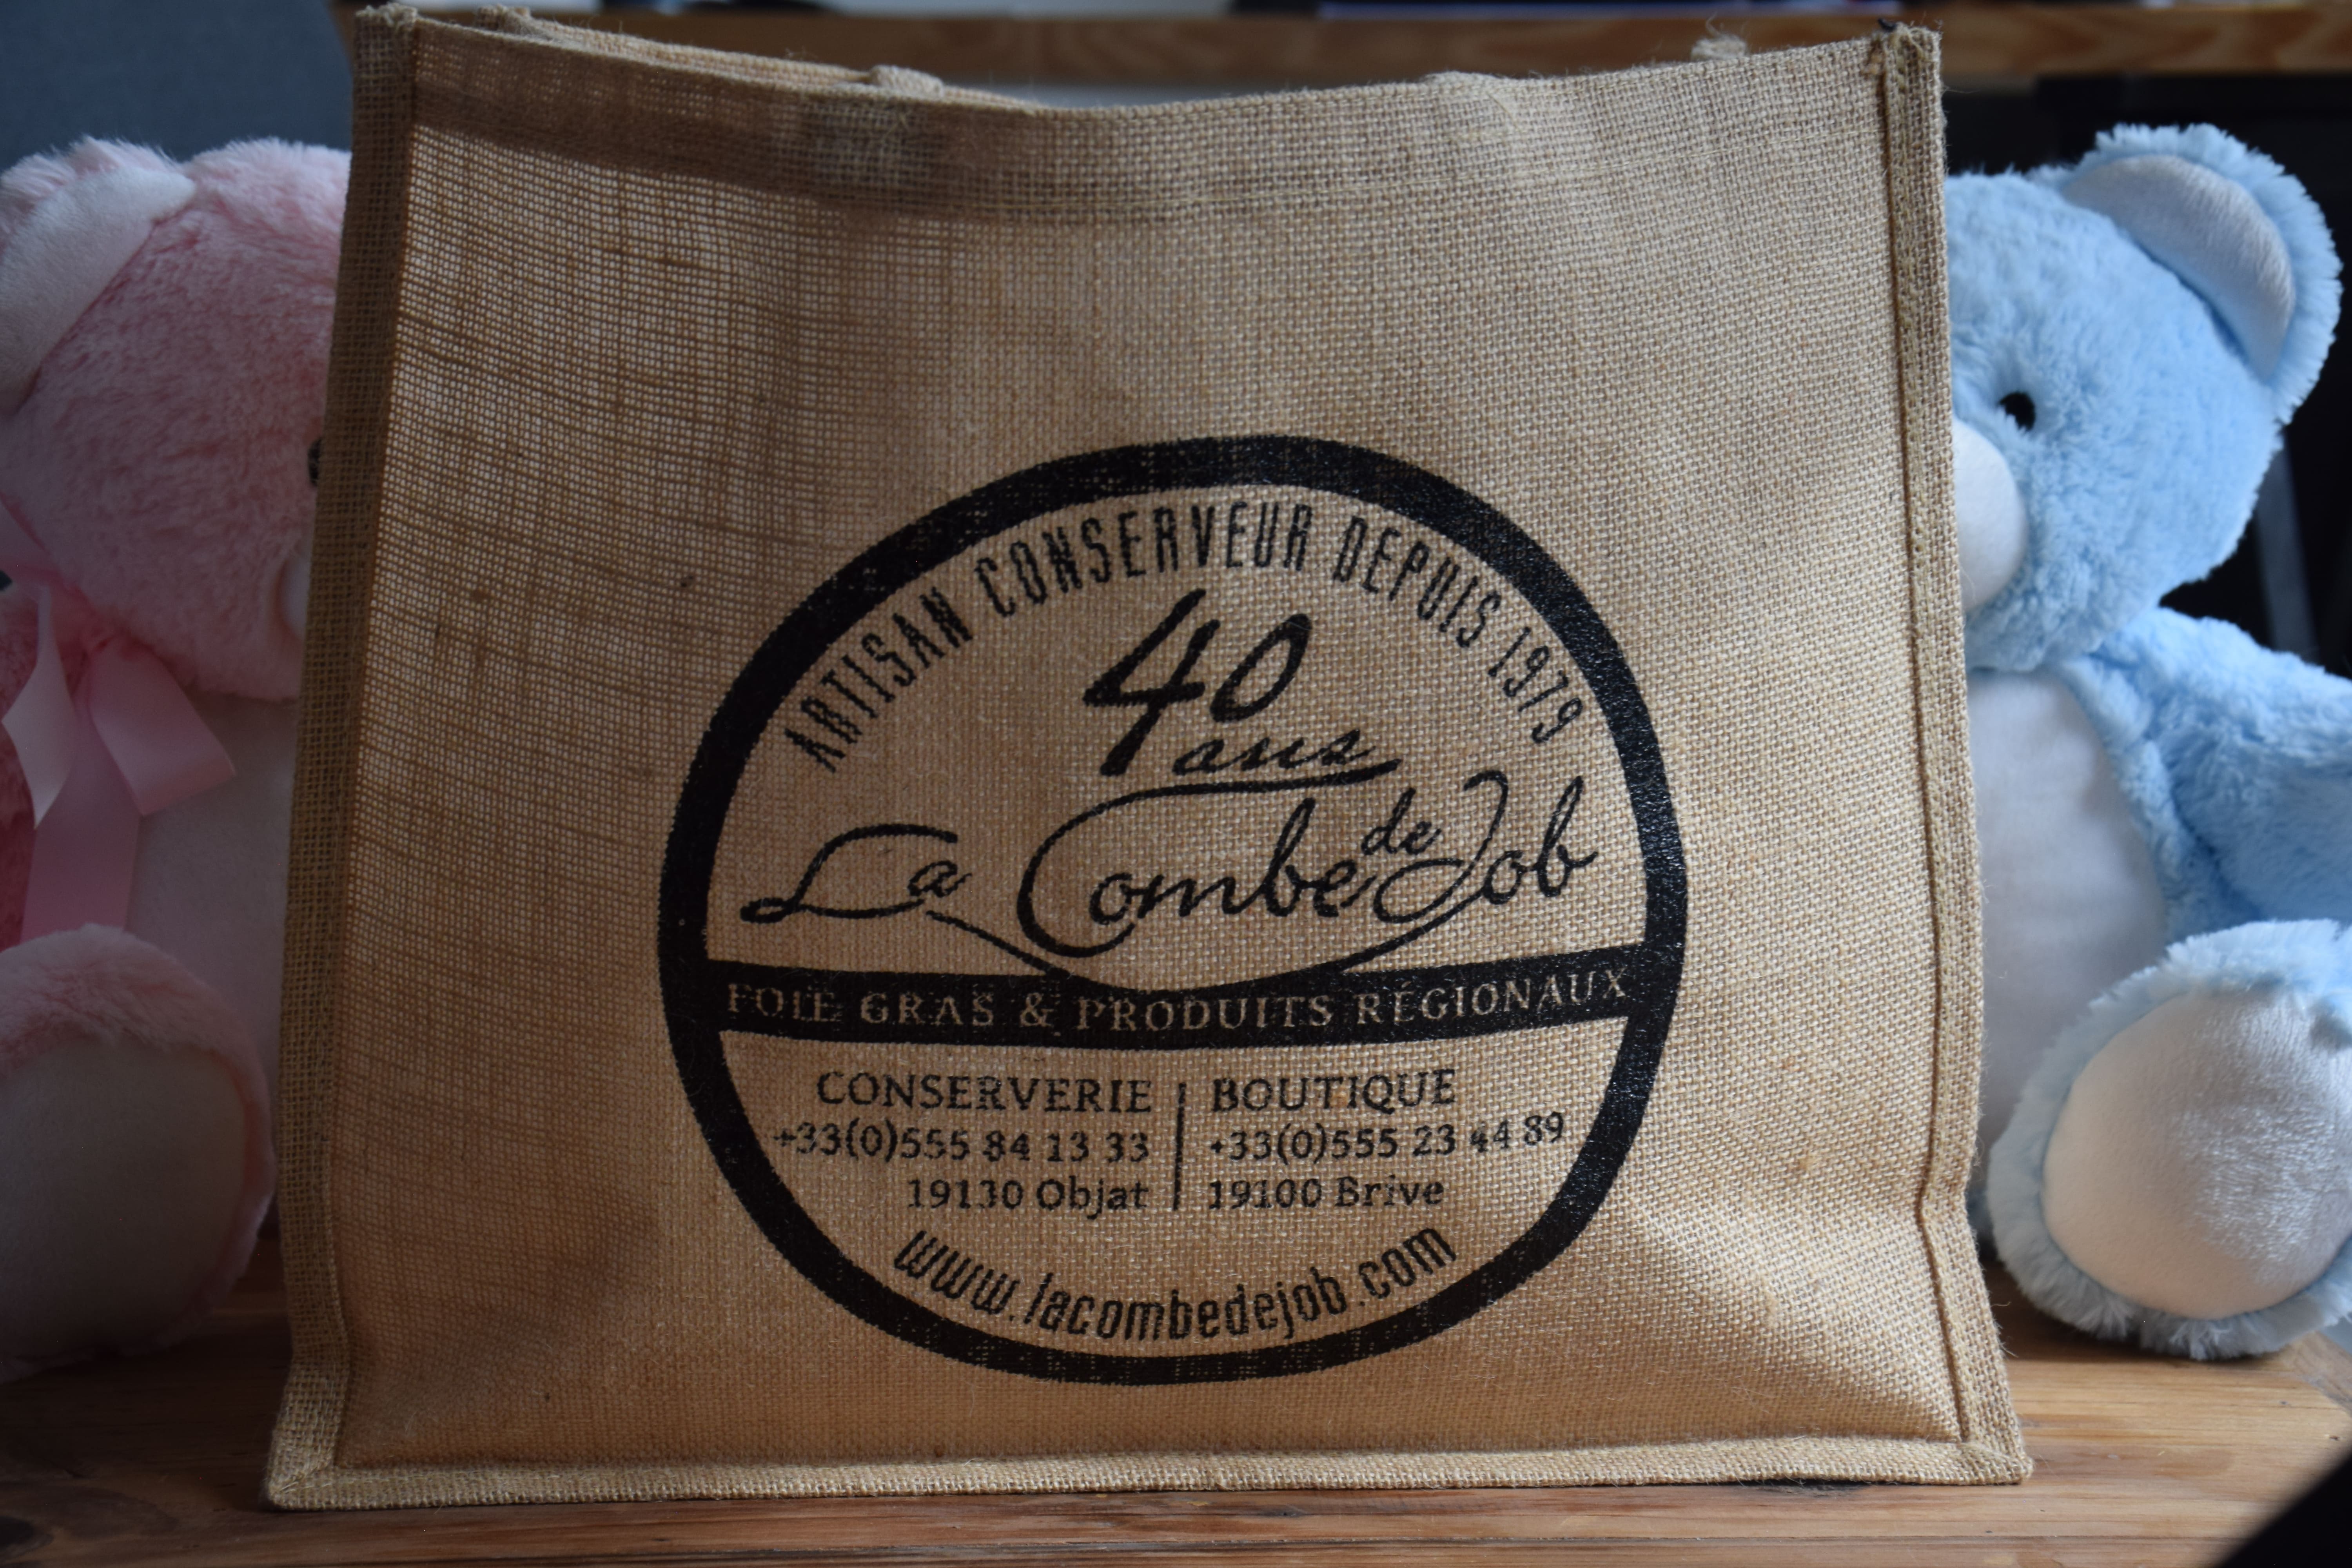 ARTISAN CONSERVEUR DEPUIS 1979
40
ans
La Combe de Job
FOIE GRAS & PRODUITS RÉGIONAUX
CONSERVERIE | BOUTIQUE
+33(0)555 84 13 33 | +33(0)555 23 44 89
19130 Objat | 19100 Brive
www.lacombedejob.com